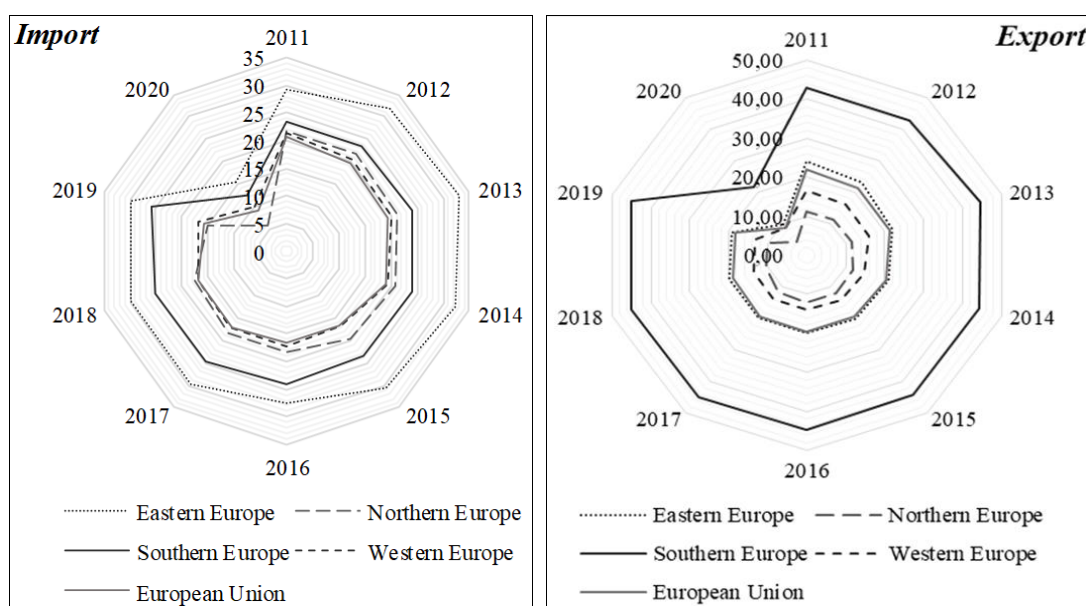 Import
2011
2012
2013
2014
2015
2016
2017
2018
2019
2020
35
30
25
20
15
10
5
0
Eastern Europe
Northern Europe
Southern Europe
Western Europe
European Union
Export
2011
2012
2013
2014
2015
2016
2017
2018
2019
2020
50,00
40,00
30,00
20,00
10,00
0,00
Eastern Europe
Northern Europe
Southern Europe
Western Europe
European Union